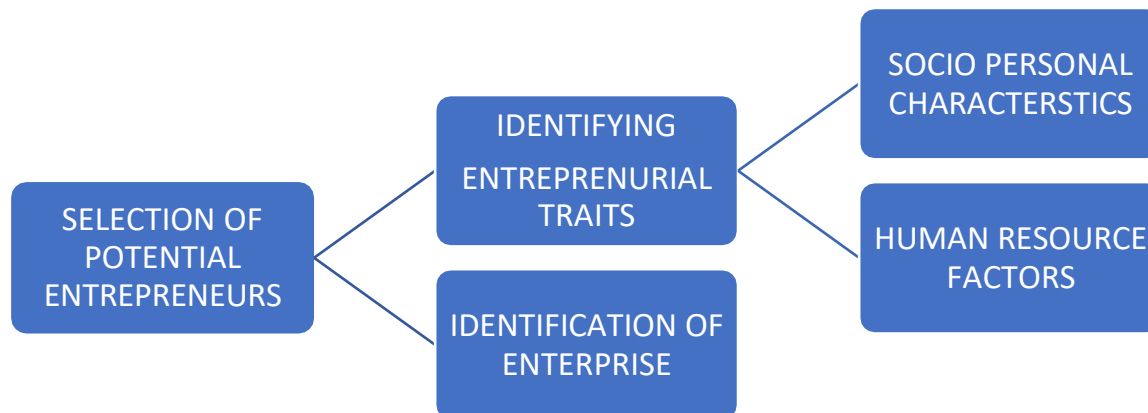 SELECTION OF
POTENTIAL
ENTREPRENEURS
IDENTIFYING
ENTREPRENURIAL
TRAITS
IDENTIFICATION OF
ENTERPRISE
SOCIO PERSONAL
CHARACTERSTICS
HUMAN RESOURCE
FACTORS